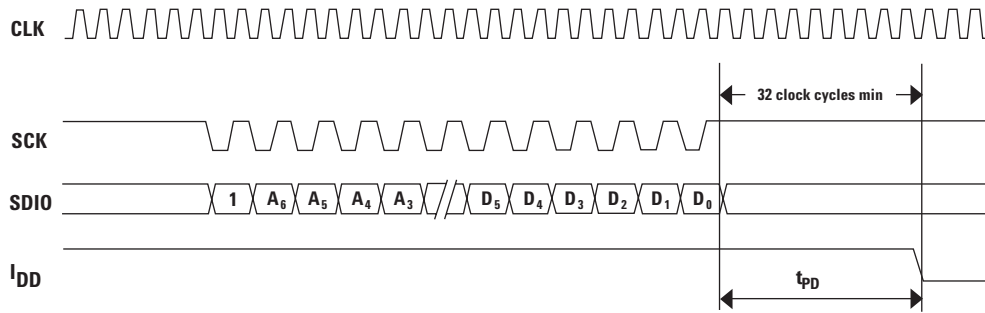 CLK
32 clock cycles min
SCK
SDIO 1 A6 A5 A4 A3 D5 D4 D3 D2 D1 D0
IDD
tPD